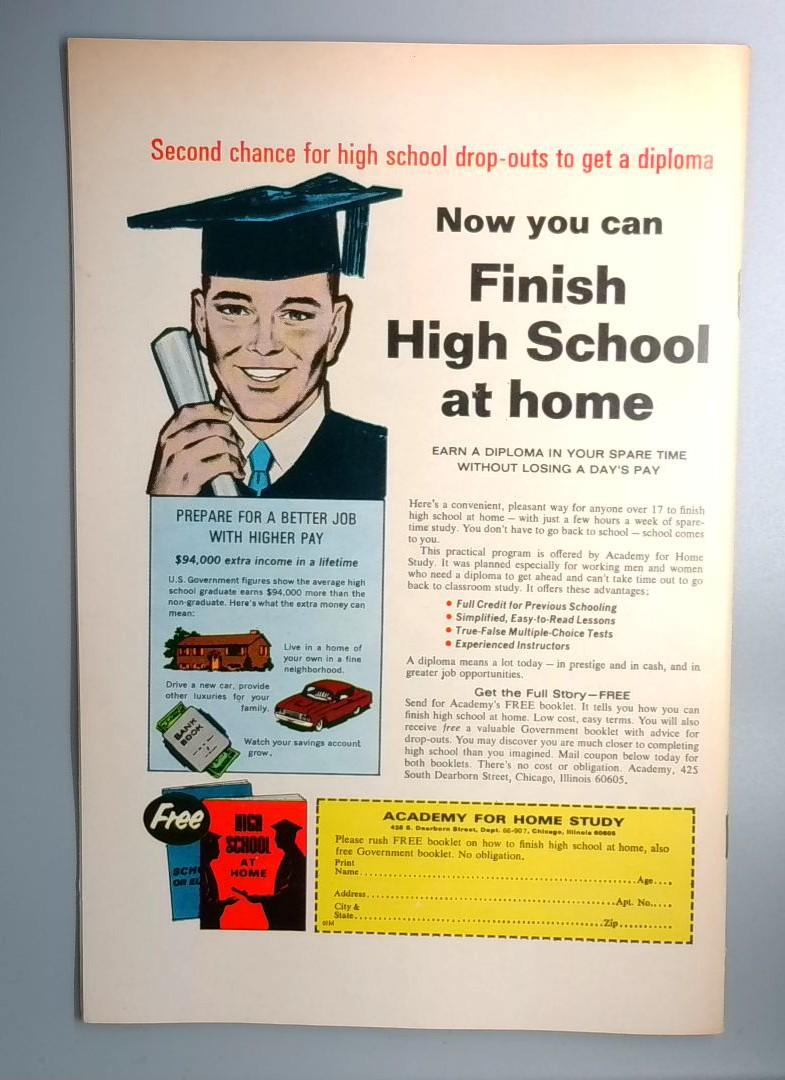 Second chance for high school drop-outs to get a diploma
Now you can
Finish
High School
at home
EARN A DIPLOMA IN YOUR SPARE TIME
WITHOUT LOSING A DAY'S PAY
PREPARE FOR A BETTER JOB
WITH HIGHER PAY
$94,000 extra income in a lifetime
U.S. Government figures show the average high
school graduate earns $94,000 more than the
non-graduate. Here's what the extra money can
mean:
Live in a home of
your own in a fine
neighborhood.
Drive a new car, provide
other luxuries for your
family.
BANK
BOOK
Watch your savings account
grow.
Here's a convenient, pleasant way for anyone over 17 to finish
high school at home — with just a few hours a week of spare-
time study. You don't have to go back to school — school comes
to you.
This practical program is offered by Academy for Home
Study. It was planned especially for working men and women
who need a diploma to get ahead and can't take time out to go
back to classroom study. It offers these advantages:
• Full Credit for Previous Schooling
• Simplified, Easy-to-Read Lessons
• True-False Multiple-Choice Tests
• Experienced Instructors
A diploma means a lot today — in prestige and in cash, and in
greater job opportunities.
Get the Full Story—FREE
Send for Academy's FREE booklet. It tells you how you can
finish high school at home. Low cost, easy terms. You will also
receive free a valuable Government booklet with advice for
drop-outs. You may discover you are much closer to completing
high school than you imagined. Mail coupon below today for
both booklets. There's no cost or obligation. Academy, 425
South Dearborn Street, Chicago, Illinois 60605.
Free
SCH
OR EL
HIGH
SCHOOL
AT
HOME
ACADEMY FOR HOME STUDY
425 S. Dearborn Street, Dept. 66-907, Chicago, Illinois 60605
Please rush FREE booklet on how to finish high school at home, also
free Government booklet. No obligation.
Print
Name.......Age....
Address.......Apt. No.....
City &
State.......Zip..........